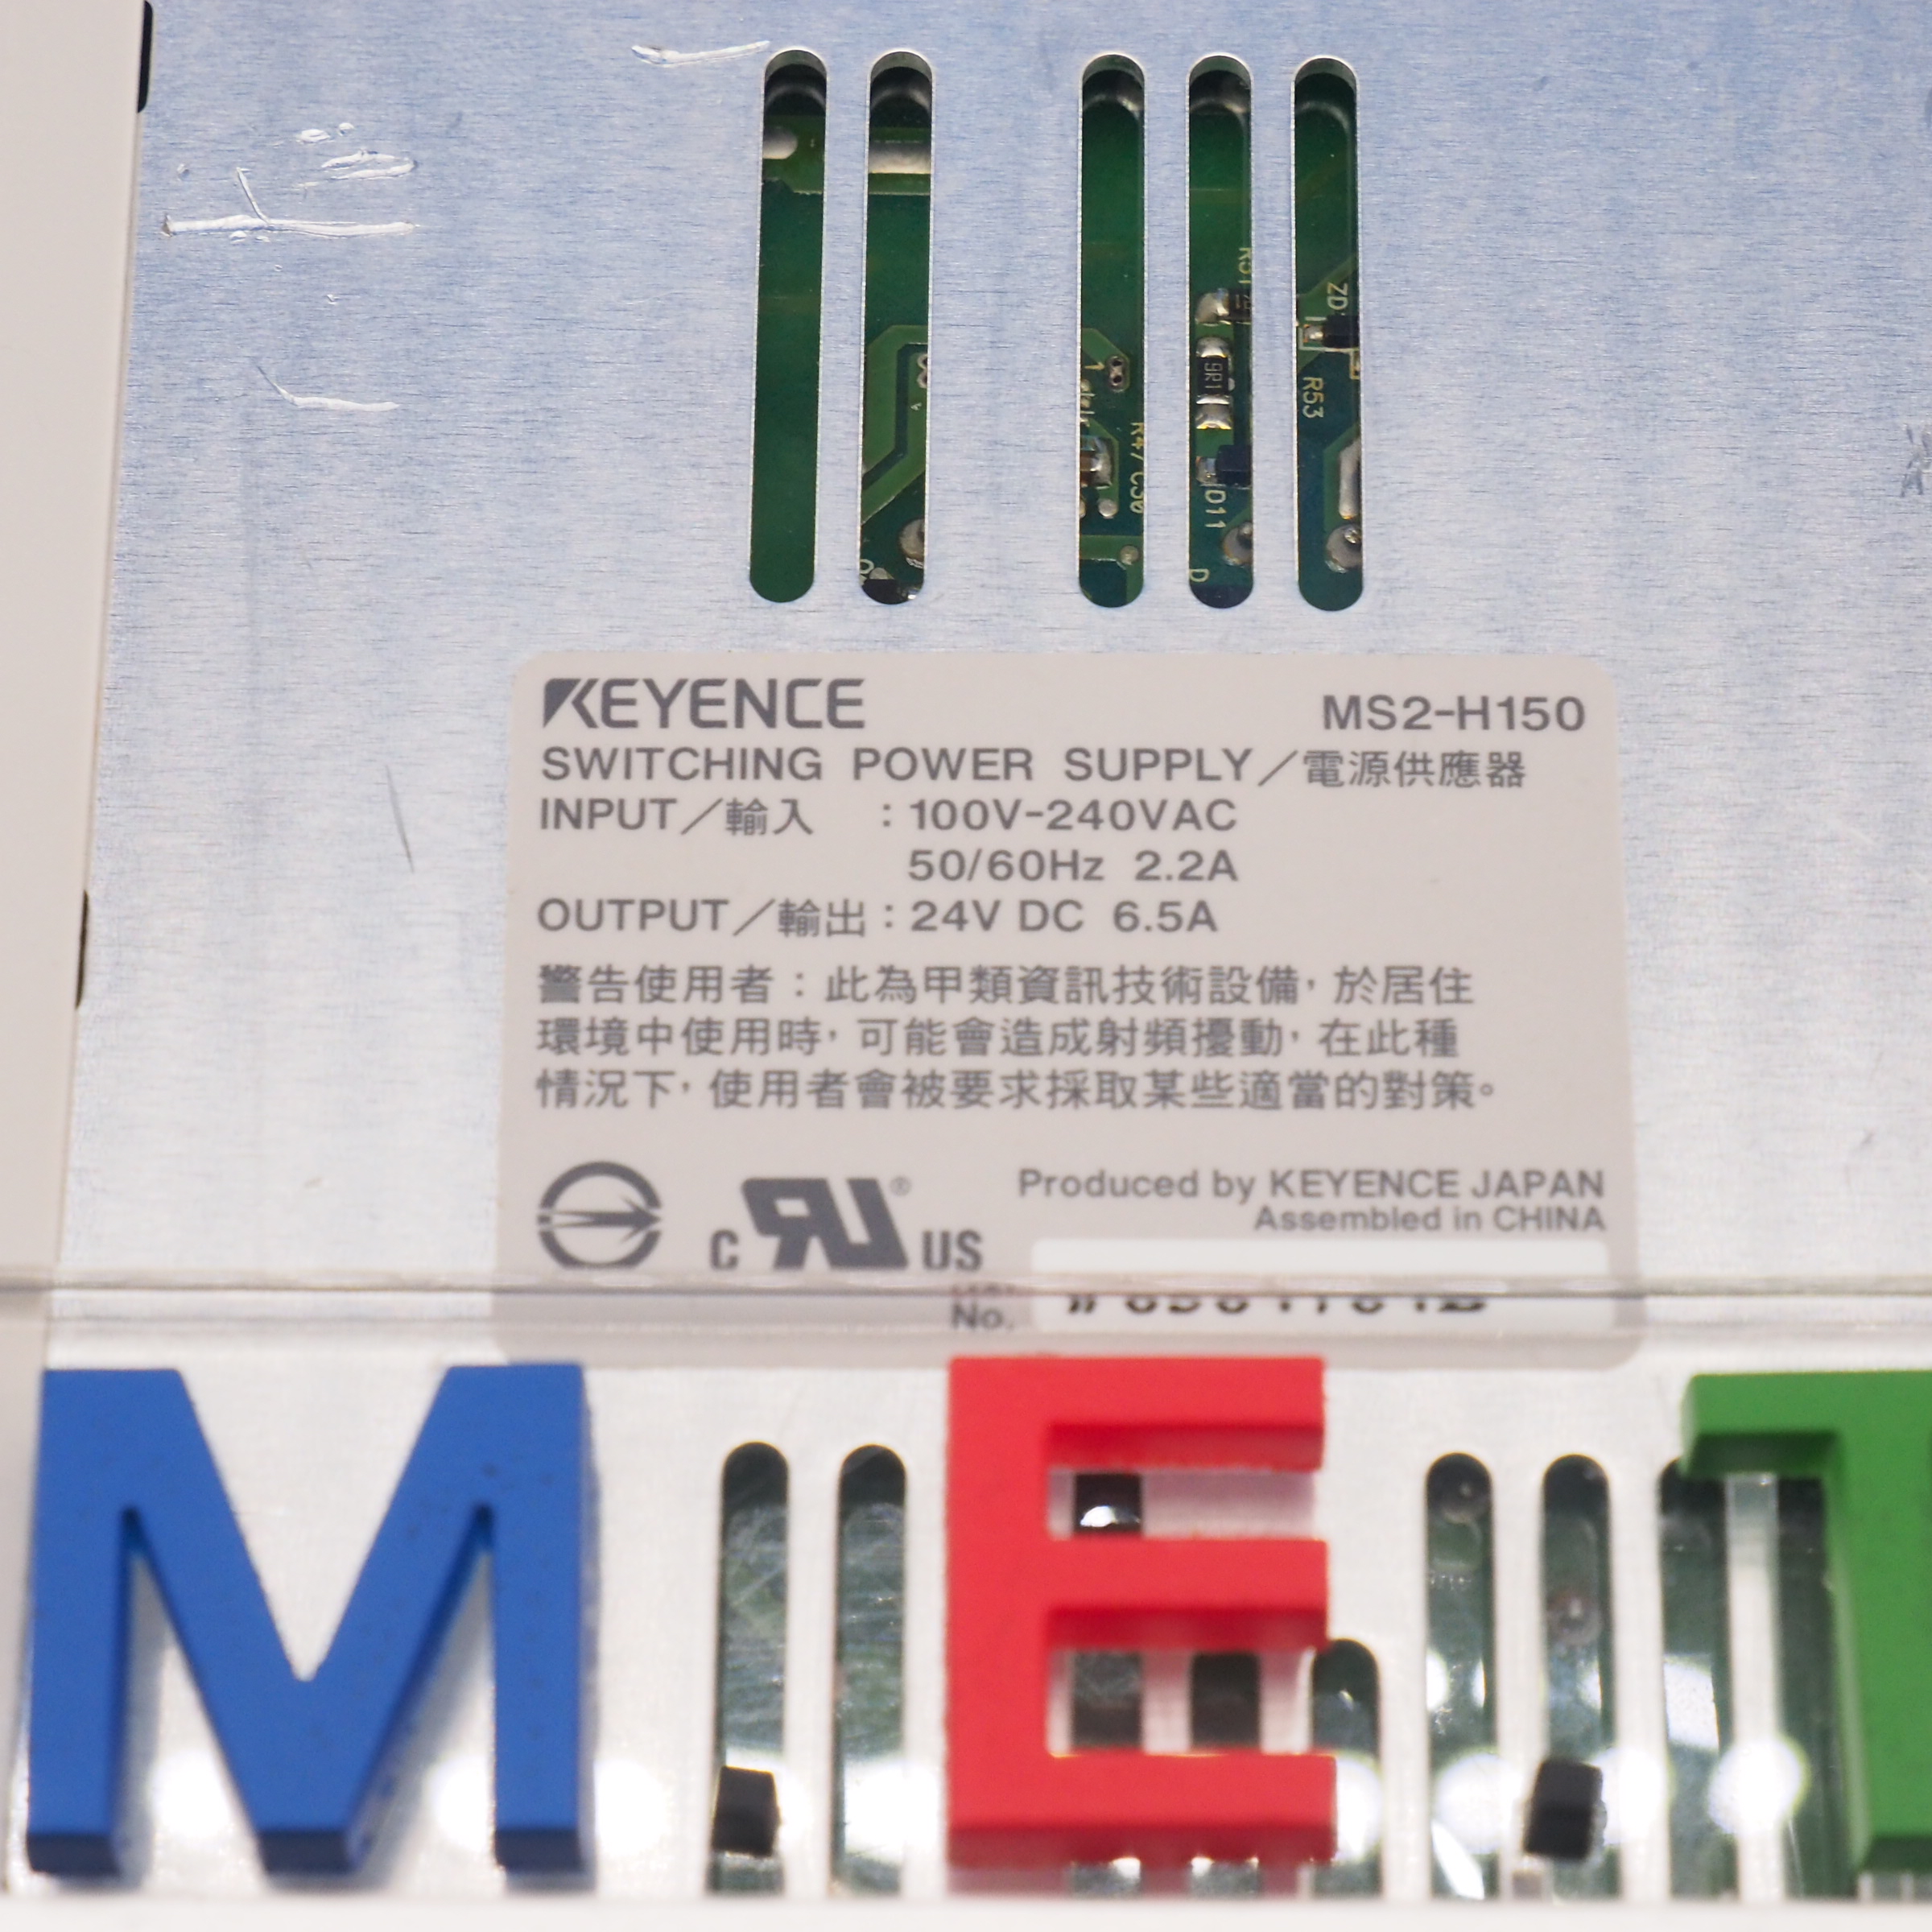 ZD
R53
9R1
D11
KEYENCE MS2-H150
SWITCHING POWER SUPPLY／電源供應器
INPUT／輸入 : 100V-240VAC
50/60Hz 2.2A
OUTPUT／輸出 : 24V DC 6.5A
警告使用者：此為甲類資訊技術設備，於居住
環境中使用時，可能會造成射頻擾動，在此種
情況下，使用者會被要求採取某些適當的對策。
Produced by KEYENCE JAPAN
Assembled in CHINA
c RU ® US
No.
MET